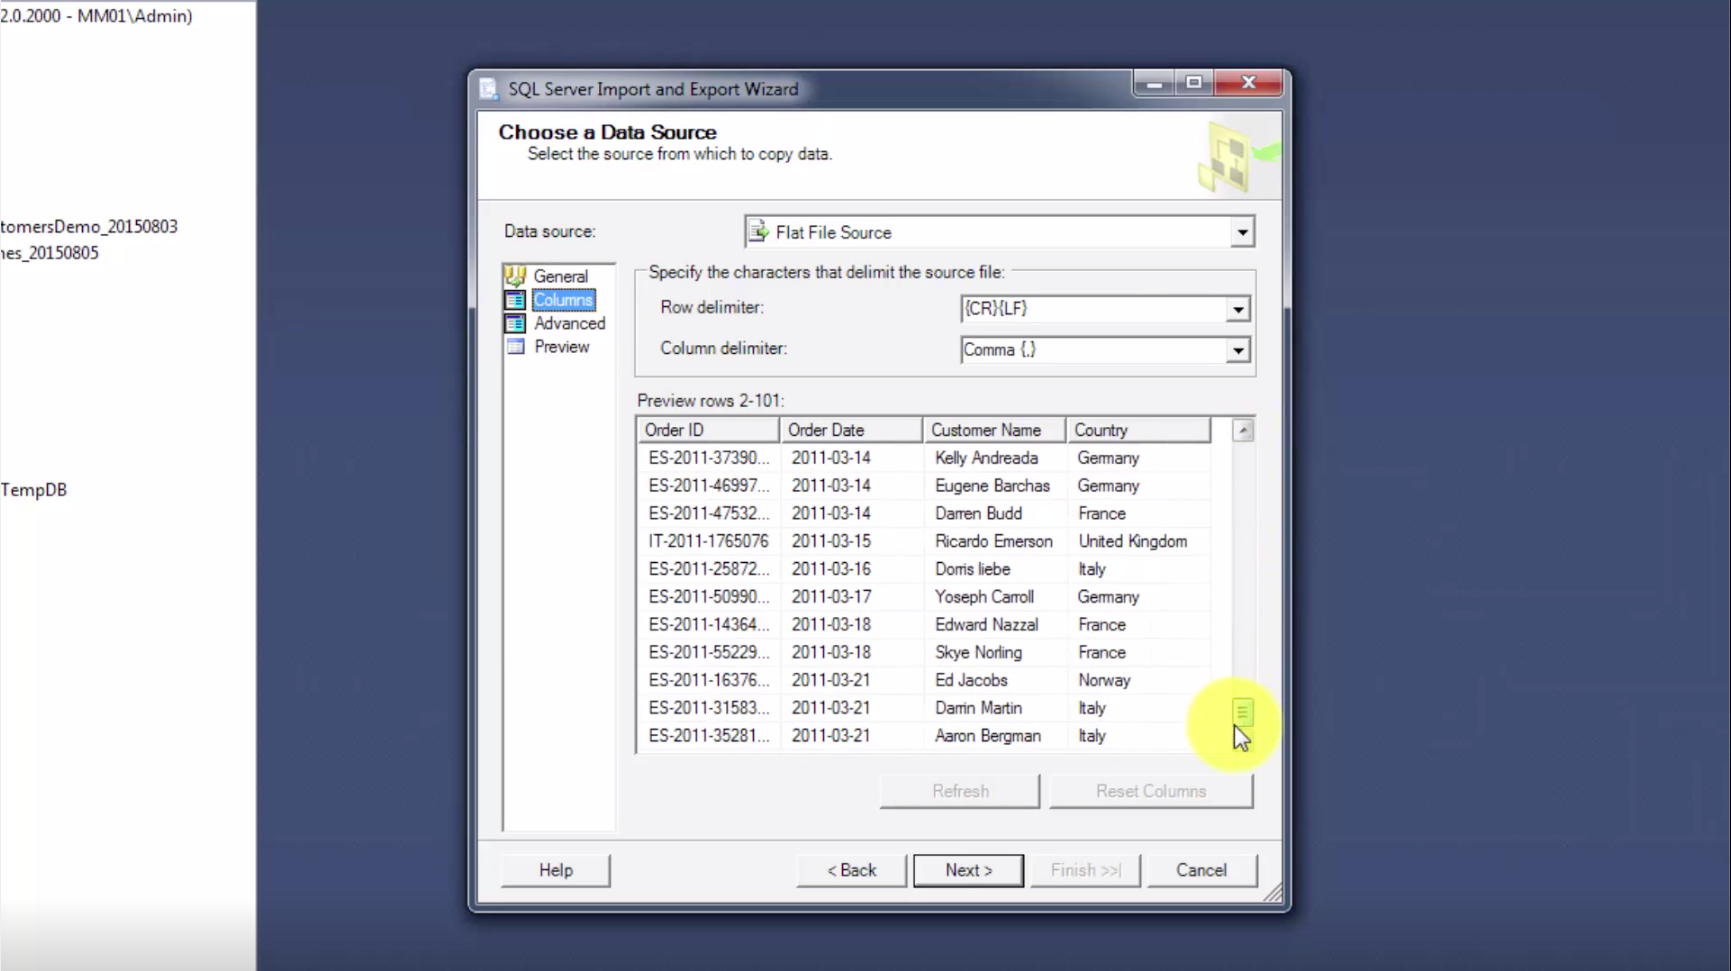 2.0.2000 - MM01\Admin)
tomersDemo_20150803
nes_20150805
TempDB
SQL Server Import and Export Wizard
Choose a Data Source
Select the source from which to copy data.
Data source: Flat File Source
General
Columns
Advanced
Preview
Specify the characters that delimit the source file:
Row delimiter: {CR}{LF}
Column delimiter: Comma {,}
Preview rows 2-101:
Order ID Order Date Customer Name Country
ES-2011-37390... 2011-03-14 Kelly Andreada Germany
ES-2011-46997... 2011-03-14 Eugene Barchas Germany
ES-2011-47532... 2011-03-14 Darren Budd France
IT-2011-1765076 2011-03-15 Ricardo Emerson United Kingdom
ES-2011-25872... 2011-03-16 Dorris liebe Italy
ES-2011-50990... 2011-03-17 Yoseph Carroll Germany
ES-2011-14364... 2011-03-18 Edward Nazzal France
ES-2011-55229... 2011-03-18 Skye Norling France
ES-2011-16376... 2011-03-21 Ed Jacobs Norway
ES-2011-31583... 2011-03-21 Darrin Martin Italy
ES-2011-35281... 2011-03-21 Aaron Bergman Italy
Refresh Reset Columns
Help < Back Next > Finish >>| Cancel